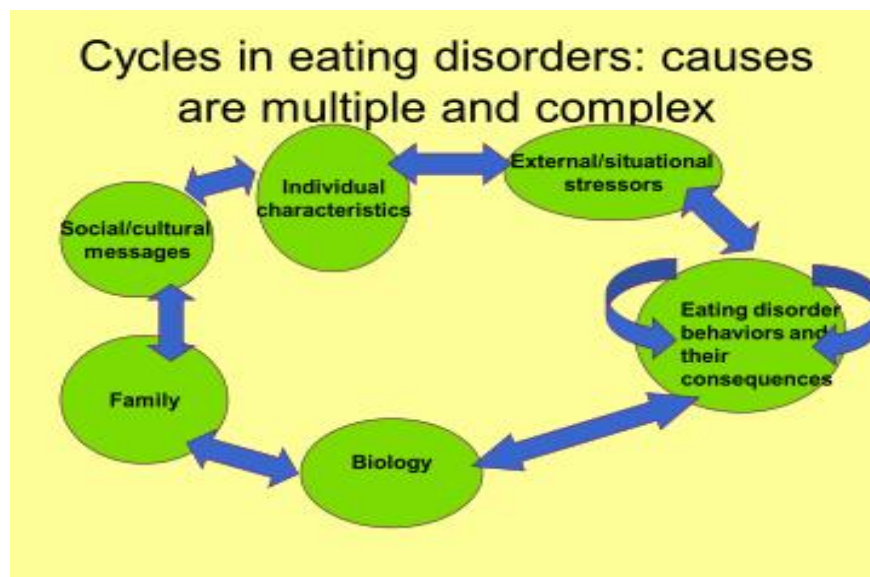 Cycles in eating disorders: causes
are multiple and complex
Individual
characteristics
External/situational
stressors
Social/cultural
messages
Eating disorder
behaviors and
their
consequences
Family
Biology